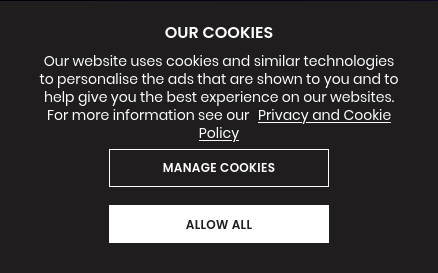 OUR COOKIES
Our website uses cookies and similar technologies
to personalise the ads that are shown to you and to
help give you the best experience on our websites.
For more information see our Privacy and Cookie
Policy
MANAGE COOKIES
ALLOW ALL